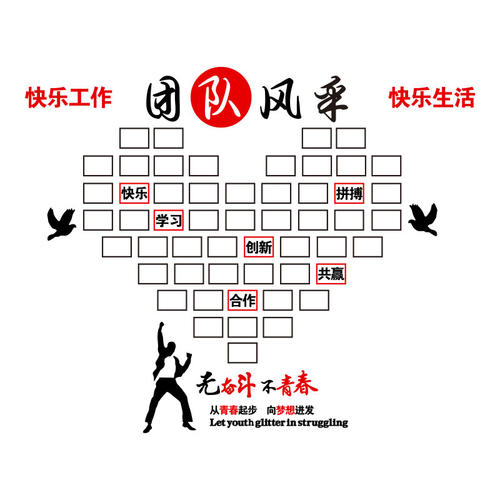 快乐工作
团队风采
快乐生活
快乐
拼搏
学习
创新
共赢
合作
无奋斗不青春
从青春起步 向梦想进发
Let youth glitter in struggling